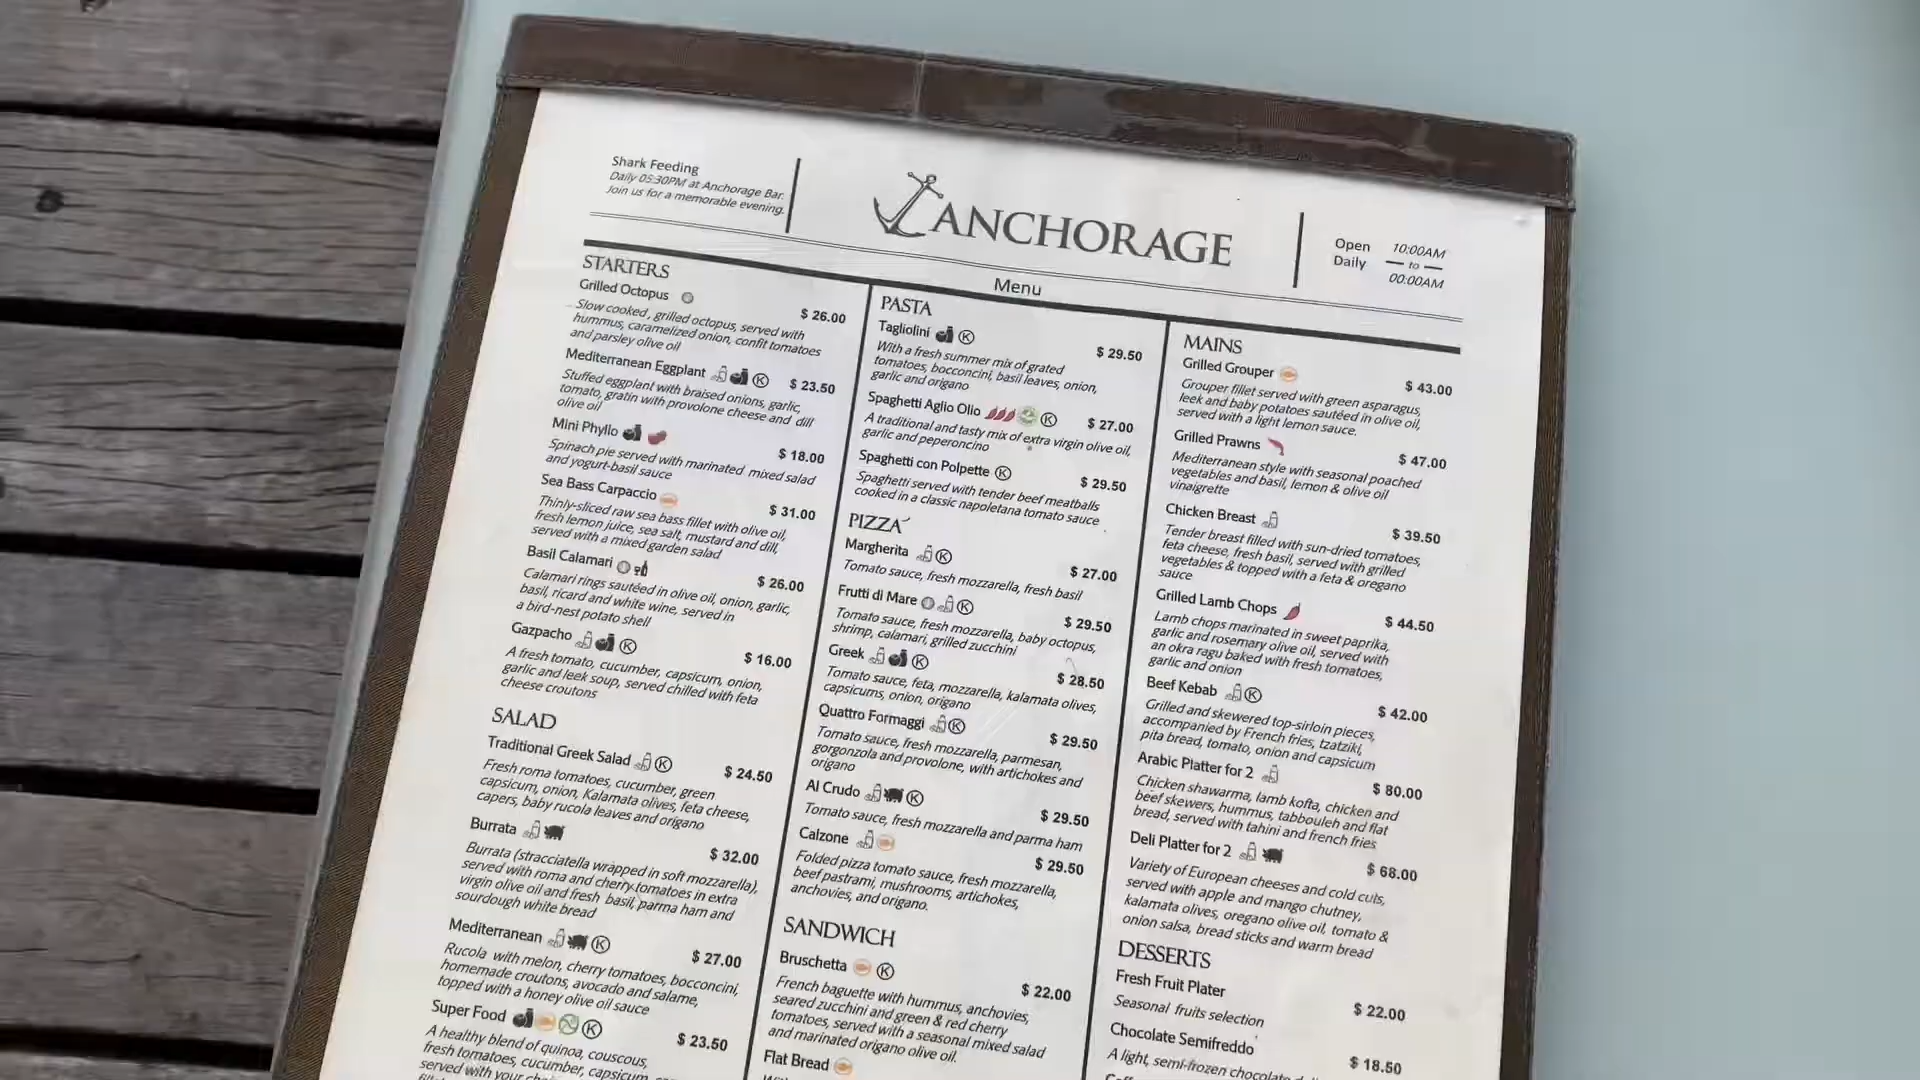 Shark Feeding
Daily 05:30PM at Anchorage Bar.
Join us for a memorable evening.
ANCHORAGE
Open Daily
10:00AM
to
00:00AM
Menu
STARTERS
Grilled Octopus
$ 26.00
Slow cooked, grilled octopus, served with
hummus, caramelized onion, confit tomatoes
and parsley olive oil
Mediterranean Eggplant K $ 23.50
Stuffed eggplant with braised onions, garlic,
tomato, gratin with provolone cheese and dill
olive oil
Mini Phyllo
$ 18.00
Spinach pie served with marinated mixed salad
and yogurt-basil sauce
Sea Bass Carpaccio
$ 31.00
Thinly-sliced raw sea bass fillet with olive oil,
fresh lemon juice, sea salt, mustard and dill,
served with a mixed garden salad
Basil Calamari
$ 26.00
Calamari rings sautéed in olive oil, onion, garlic,
basil, ricard and white wine, served in
a bird-nest potato shell
Gazpacho K
$ 16.00
A fresh tomato, cucumber, capsicum, onion,
garlic and leek soup, served chilled with feta
cheese croutons
SALAD
Traditional Greek Salad K
$ 24.50
Fresh roma tomatoes, cucumber, green
capsicum, onion, Kalamata olives, feta cheese,
capers, baby rucola leaves and origano
Burrata
$ 32.00
Burrata (stracciatella wrapped in soft mozzarella),
served with roma and cherry tomatoes in extra
virgin olive oil and fresh basil, parma ham and
sourdough white bread
Mediterranean K
$ 27.00
Rucola with melon, cherry tomatoes, bocconcini,
homemade croutons, avocado and salame,
topped with a honey olive oil sauce
Super Food K
$ 23.50
A healthy blend of quinoa, couscous,
fresh tomatoes, cucumber, capsicum,
served with your
PASTA
Tagliolini K
$ 29.50
With a fresh summer mix of grated
tomatoes, bocconcini, basil leaves, onion,
garlic and origano
Spaghetti Aglio Olio K
$ 27.00
A traditional and tasty mix of extra virgin olive oil,
garlic and peperoncino
Spaghetti con Polpette K
$ 29.50
Spaghetti served with tender beef meatballs
cooked in a classic napoletana tomato sauce
PIZZA
Margherita K
$ 27.00
Tomato sauce, fresh mozzarella, fresh basil
Frutti di Mare K
$ 29.50
Tomato sauce, fresh mozzarella, baby octopus,
shrimp, calamari, grilled zucchini
Greek K
$ 28.50
Tomato sauce, feta, mozzarella, kalamata olives,
capsicums, onion, origano
Quattro Formaggi K
$ 29.50
Tomato sauce, fresh mozzarella, parmesan,
gorgonzola and provolone, with artichokes and
origano
Al Crudo K
$ 29.50
Tomato sauce, fresh mozzarella and parma ham
Calzone
$ 29.50
Folded pizza tomato sauce, fresh mozzarella,
beef pastrami, mushrooms, artichokes,
anchovies, and origano.
SANDWICH
Bruschetta K
$ 22.00
French baguette with hummus, anchovies,
seared zucchini and green & red cherry
tomatoes, served with a seasonal mixed salad
and marinated origano olive oil.
Flat Bread
MAINS
Grilled Grouper
$ 43.00
Grouper fillet served with green asparagus,
leek and baby potatoes sautéed in olive oil,
served with a light lemon sauce.
Grilled Prawns
$ 47.00
Mediterranean style with seasonal poached
vegetables and basil, lemon & olive oil
vinaigrette
Chicken Breast
$ 39.50
Tender breast filled with sun-dried tomatoes,
feta cheese, fresh basil, served with grilled
vegetables & topped with a feta & oregano
sauce
Grilled Lamb Chops
$ 44.50
Lamb chops marinated in sweet paprika,
garlic and rosemary olive oil, served with
an okra ragu baked with fresh tomatoes,
garlic and onion
Beef Kebab K
$ 42.00
Grilled and skewered top-sirloin pieces,
accompanied by French fries, tzatziki,
pita bread, tomato, onion and capsicum
Arabic Platter for 2
$ 80.00
Chicken shawarma, lamb kofta, chicken and
beef skewers, hummus, tabbouleh and flat
bread, served with tahini and french fries
Deli Platter for 2
$ 68.00
Variety of European cheeses and cold cuts,
served with apple and mango chutney,
kalamata olives, oregano olive oil, tomato &
onion salsa, bread sticks and warm bread
DESSERTS
Fresh Fruit Plater
$ 22.00
Seasonal fruits selection
Chocolate Semifreddo
$ 18.50
A light, semi-frozen chocolate